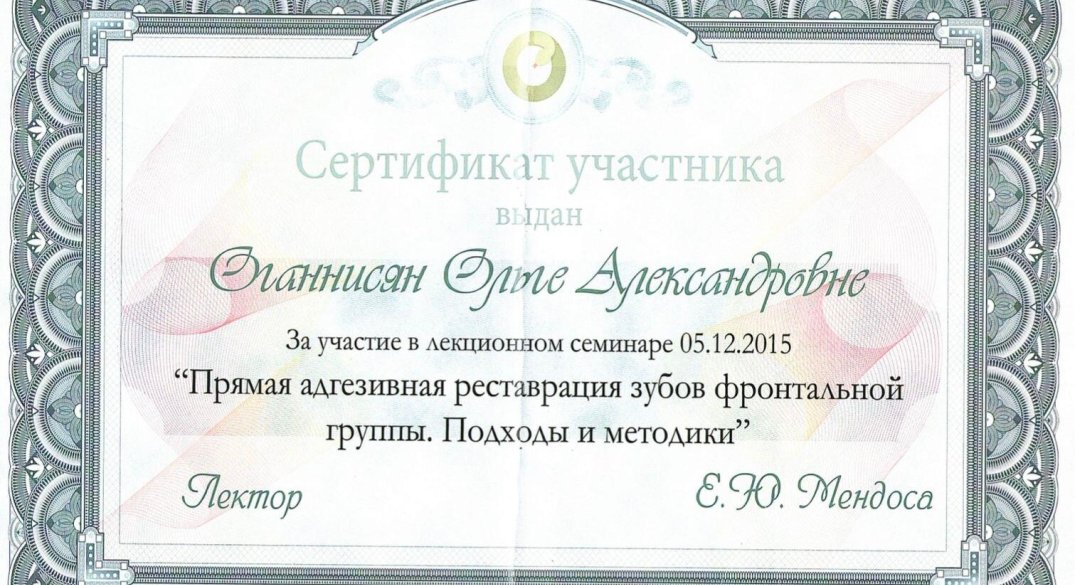 Сертификат участника
выдан
Оганнисян Ольге Александровне
За участие в лекционном семинаре 05.12.2015
“Прямая адгезивная реставрация зубов фронтальной
группы. Подходы и методики”
Лектор Е.Ю. Мендоса